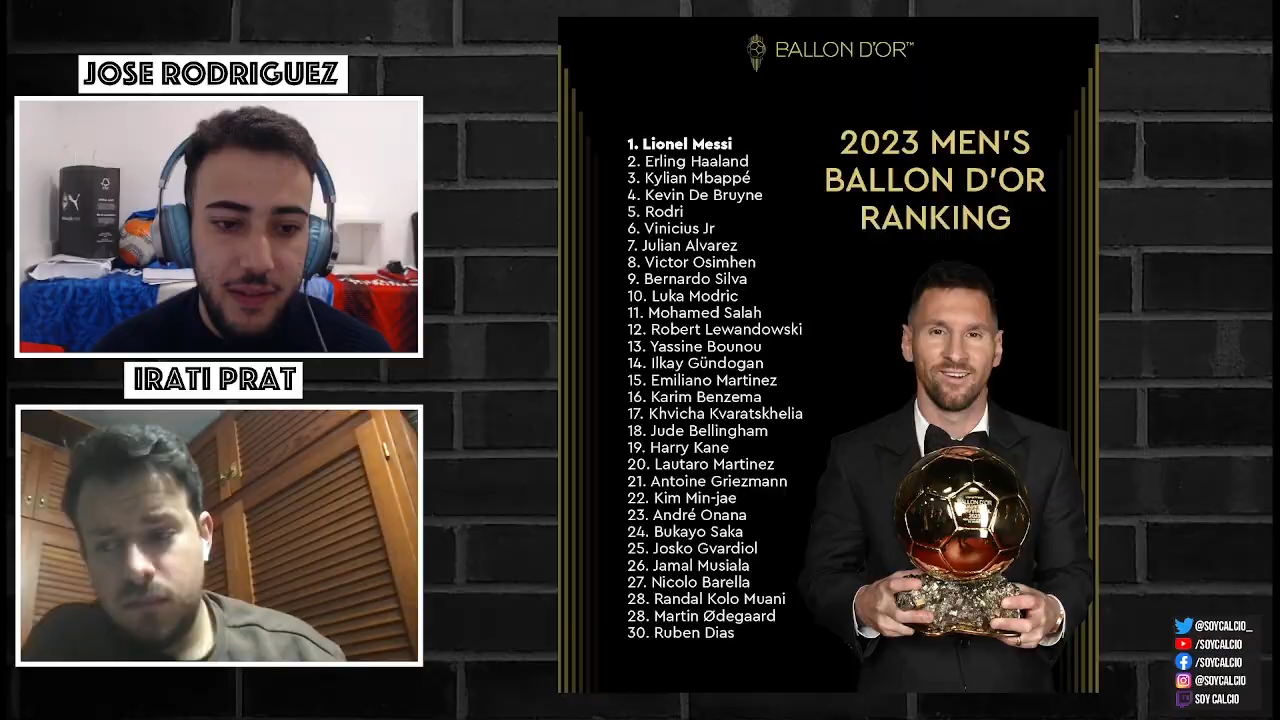 JOSE RODRIGUEZ
IRATI PRAT
BALLON D'OR™
2023 MEN'S
BALLON D'OR
RANKING
1. Lionel Messi
2. Erling Haaland
3. Kylian Mbappé
4. Kevin De Bruyne
5. Rodri
6. Vinicius Jr
7. Julian Alvarez
8. Victor Osimhen
9. Bernardo Silva
10. Luka Modric
11. Mohamed Salah
12. Robert Lewandowski
13. Yassine Bounou
14. Ilkay Gündogan
15. Emiliano Martinez
16. Karim Benzema
17. Khvicha Kvaratskhelia
18. Jude Bellingham
19. Harry Kane
20. Lautaro Martinez
21. Antoine Griezmann
22. Kim Min-jae
23. André Onana
24. Bukayo Saka
25. Josko Gvardiol
26. Jamal Musiala
27. Nicolo Barella
28. Randal Kolo Muani
28. Martin Ødegaard
30. Ruben Dias
@SOYCALCIO_
/SOYCALCIO
/SOYCALCIO
@SOYCALCIO
SOY CALCIO